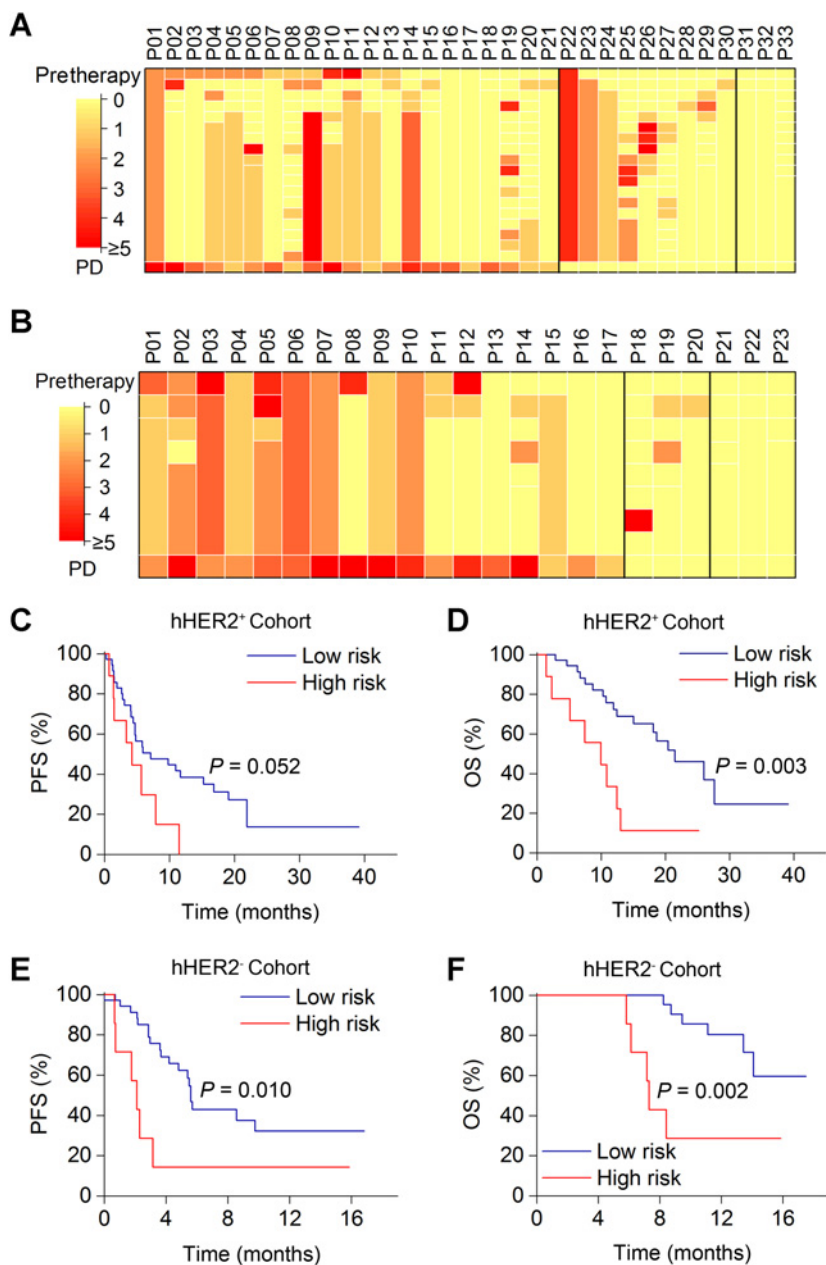 A
P01 P02 P03 P04 P05 P06 P07 P08 P09 P10 P11 P12 P13 P14 P15 P16 P17 P18 P19 P20 P21 P22 P23 P24 P25 P26 P27 P28 P29 P30 P31 P32 P33
Pretherapy
0
1
2
3
4
≥5
PD
B
P01 P02 P03 P04 P05 P06 P07 P08 P09 P10 P11 P12 P13 P14 P15 P16 P17 P18 P19 P20 P21 P22 P23
Pretherapy
0
1
2
3
4
≥5
PD
C
hHER2+ Cohort
Low risk
High risk
P = 0.052
PFS (%)
100
80
60
40
20
0
0 10 20 30 40
Time (months)
D
hHER2+ Cohort
Low risk
High risk
P = 0.003
OS (%)
100
80
60
40
20
0
0 10 20 30 40
Time (months)
E
hHER2- Cohort
Low risk
High risk
P = 0.010
PFS (%)
100
80
60
40
20
0
0 4 8 12 16
Time (months)
F
hHER2- Cohort
P = 0.002
Low risk
High risk
OS (%)
100
80
60
40
20
0
0 4 8 12 16
Time (months)